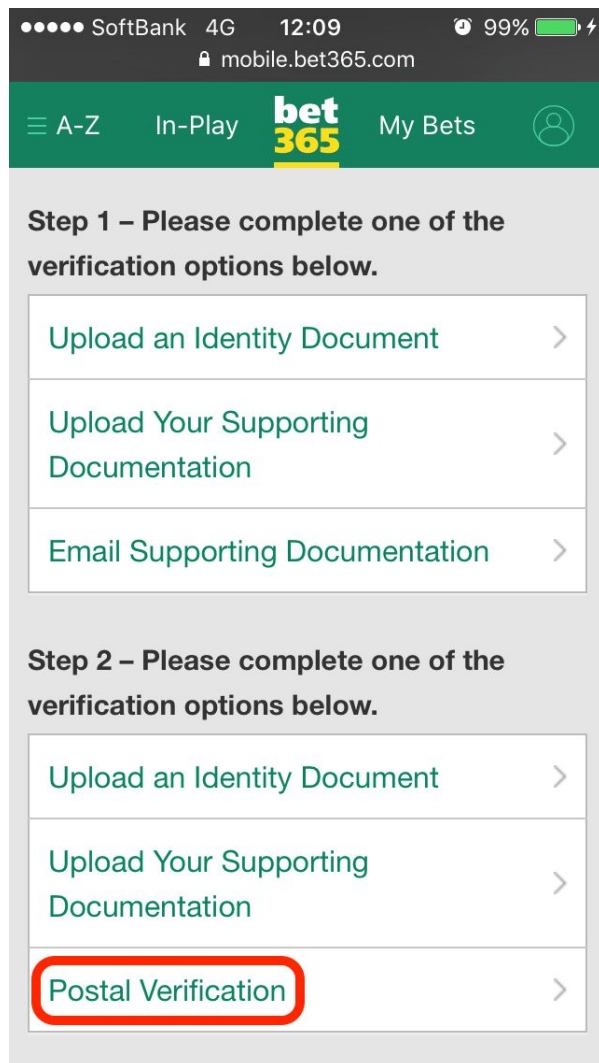 SoftBank 4G 12:09 99%
mobile.bet365.com
A-Z In-Play bet365 My Bets
Step 1 – Please complete one of the
verification options below.
Upload an Identity Document
Upload Your Supporting
Documentation
Email Supporting Documentation
Step 2 – Please complete one of the
verification options below.
Upload an Identity Document
Upload Your Supporting
Documentation
Postal Verification